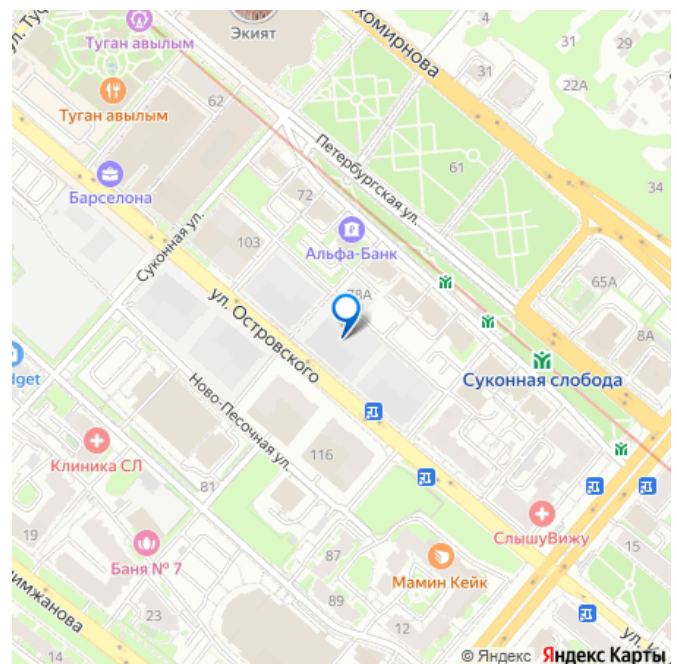 ул. Туф
Туган авылым
Экият
хомирнова
4
31
29
31
22А
62
Туган авылым
Петербургская ул.
61
34
Барселона
72
Суконная ул.
103
Альфа-Банк
78А
65А
8А
ул. Островского
Суконная слобода
dget
Ново-Песочная ул.
Клиника СЛ
116
81
СлышуВижу
19
Баня № 7
87
15
Мамин Кейк
имжанова
23
89
12
14
© Яндекс Яндекс Карты